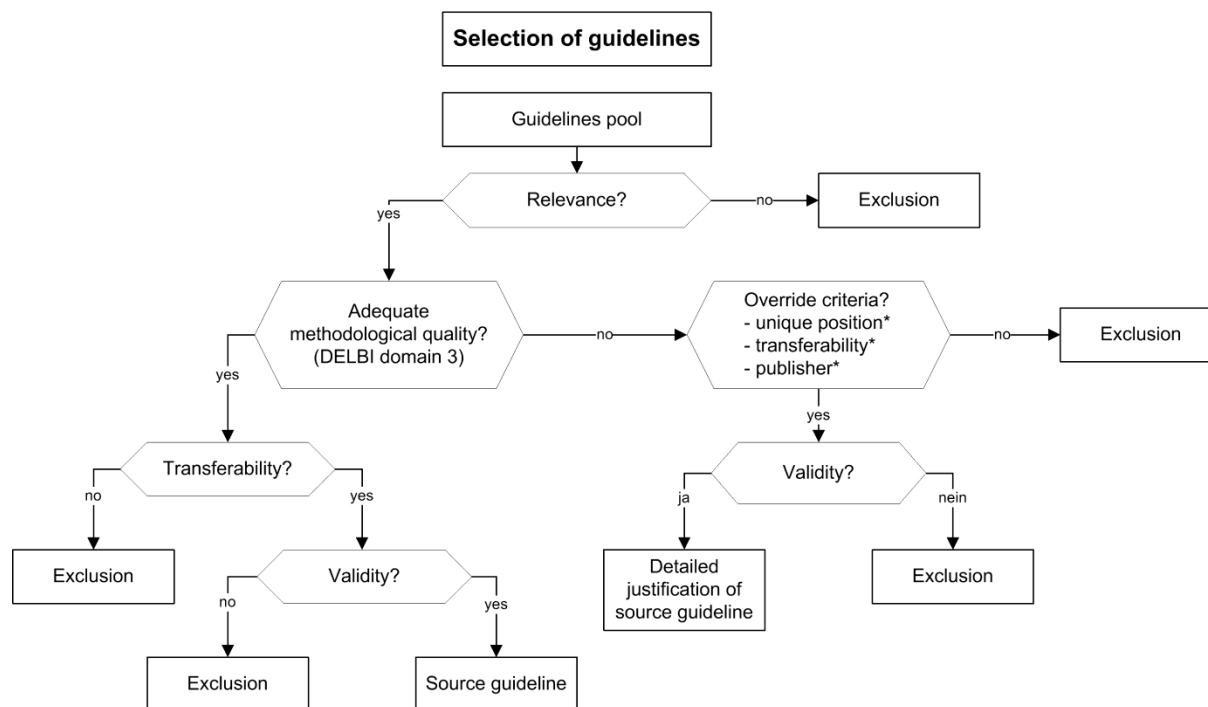 Selection of guidelines
Guidelines pool
Relevance?
no
Exclusion
yes
Adequate
methodological quality?
(DELBI domain 3)
no
Override criteria?
- unique position*
- transferability*
- publisher*
no
Exclusion
yes
yes
Transferability?
Validity?
no
yes
ja
nein
Exclusion
Validity?
Detailed
justification of
source guideline
Exclusion
no
yes
Exclusion
Source guideline